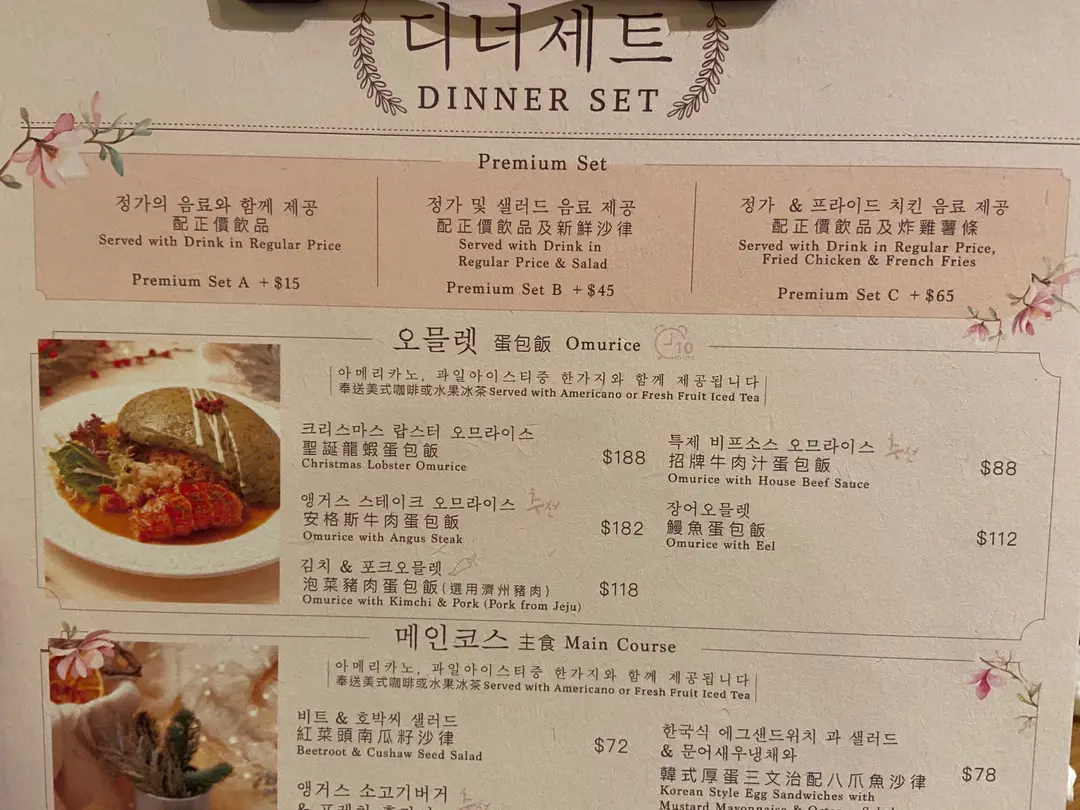 디너세트
DINNER SET
Premium Set
정가의 음료와 함께 제공
配正價飲品
Served with Drink in Regular Price
Premium Set A +$15
정가 및 샐러드 음료 제공
配正價飲品及新鮮沙律
Served with Drink in
Regular Price & Salad
Premium Set B +$45
정가 & 프라이드 치킨 음료 제공
配正價飲品及炸雞薯條
Served with Drink in Regular Price,
Fried Chicken & French Fries
Premium Set C +$65
오믈렛 蛋包飯 Omurice 10
아메리카노, 과일아이스티중 한가지와 함께 제공됩니다
奉送美式咖啡或水果冰茶Served with Americano or Fresh Fruit Iced Tea
크리스마스 랍스터 오므라이스
聖誕龍蝦蛋包飯 $188
Christmas Lobster Omurice
앵거스 스테이크 오므라이스 추천
安格斯牛肉蛋包飯 $182
Omurice with Angus Steak
김치 & 포크오믈렛
泡菜豬肉蛋包飯(選用濟州豬肉) $118
Omurice with Kimchi & Pork (Pork from Jeju)
특제 비프소스 오므라이스 추천
招牌牛肉汁蛋包飯 $88
Omurice with House Beef Sauce
장어오믈렛
鰻魚蛋包飯 $112
Omurice with Eel
메인코스 主食 Main Course
아메리카노, 과일아이스티중 한가지와 함께 제공됩니다
奉送美式咖啡或水果冰茶Served with Americano or Fresh Fruit Iced Tea
비트 & 호박씨 샐러드
紅菜頭南瓜籽沙律 $72
Beetroot & Cushaw Seed Salad
앵거스 소고기버거
한국식 에그샌드위치 과 샐러드
& 문어새우냉채와
韓式厚蛋三文治配八爪魚沙律 $78
Korean Style Egg Sandwiches with
Mustard Mayonnaise &